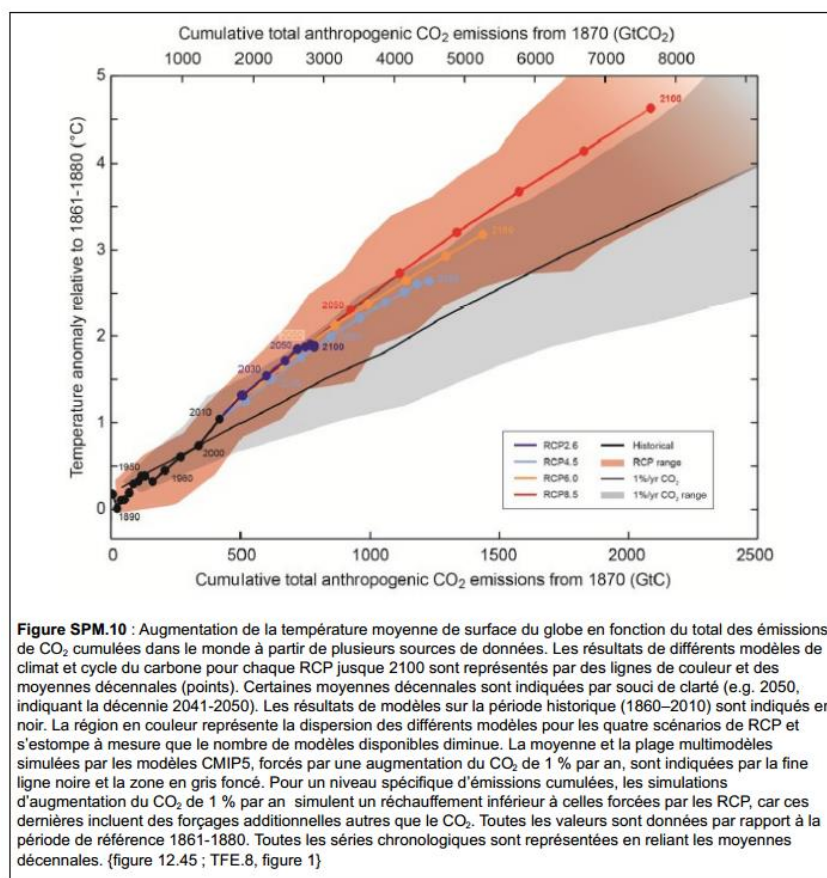 Cumulative total anthropogenic CO₂ emissions from 1870 (GtCO₂)
1000 2000 3000 4000 5000 6000 7000 8000
5
4
3
2
1
0
Temperature anomaly relative to 1861-1880 (°C)
2100
2100
2050
2050
2100
2030
2010
2000
1950
1980
1890
RCP2.6
RCP4.5
RCP6.0
RCP8.5
Historical
RCP range
1%/yr CO₂
1%/yr CO₂ range
0 500 1000 1500 2000 2500
Cumulative total anthropogenic CO₂ emissions from 1870 (GtC)
Figure SPM.10 : Augmentation de la température moyenne de surface du globe en fonction du total des émissions
de CO₂ cumulées dans le monde à partir de plusieurs sources de données. Les résultats de différents modèles de
climat et cycle du carbone pour chaque RCP jusque 2100 sont représentés par des lignes de couleur et des
moyennes décennales (points). Certaines moyennes décennales sont indiquées par souci de clarté (e.g. 2050,
indiquant la décennie 2041-2050). Les résultats de modèles sur la période historique (1860–2010) sont indiqués en
noir. La région en couleur représente la dispersion des différents modèles pour les quatre scénarios de RCP et
s'estompe à mesure que le nombre de modèles disponibles diminue. La moyenne et la plage multimodèles
simulées par les modèles CMIP5, forcés par une augmentation du CO₂ de 1 % par an, sont indiquées par la fine
ligne noire et la zone en gris foncé. Pour un niveau spécifique d'émissions cumulées, les simulations
d'augmentation du CO₂ de 1 % par an simulent un réchauffement inférieur à celles forcées par les RCP, car ces
dernières incluent des forçages additionnelles autres que le CO₂. Toutes les valeurs sont données par rapport à la
période de référence 1861-1880. Toutes les séries chronologiques sont représentées en reliant les moyennes
décennales. {figure 12.45 ; TFE.8, figure 1}